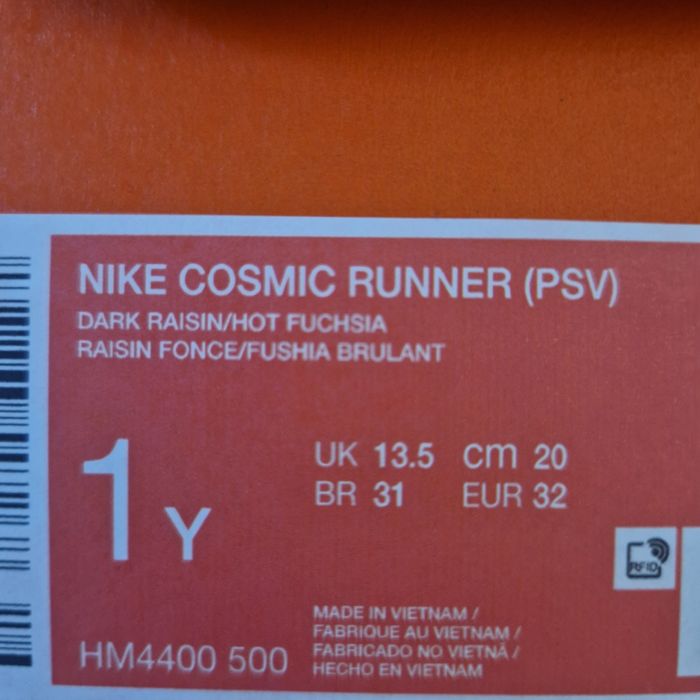 NIKE COSMIC RUNNER (PSV)
DARK RAISIN/HOT FUCHSIA
RAISIN FONCE/FUSHIA BRULANT
1Y
UK 13.5 CM 20
BR 31 EUR 32
RFID
MADE IN VIETNAM /
FABRIQUE AU VIETNAM /
FABRICADO NO VIETNÃ /
HECHO EN VIETNAM
HM4400 500